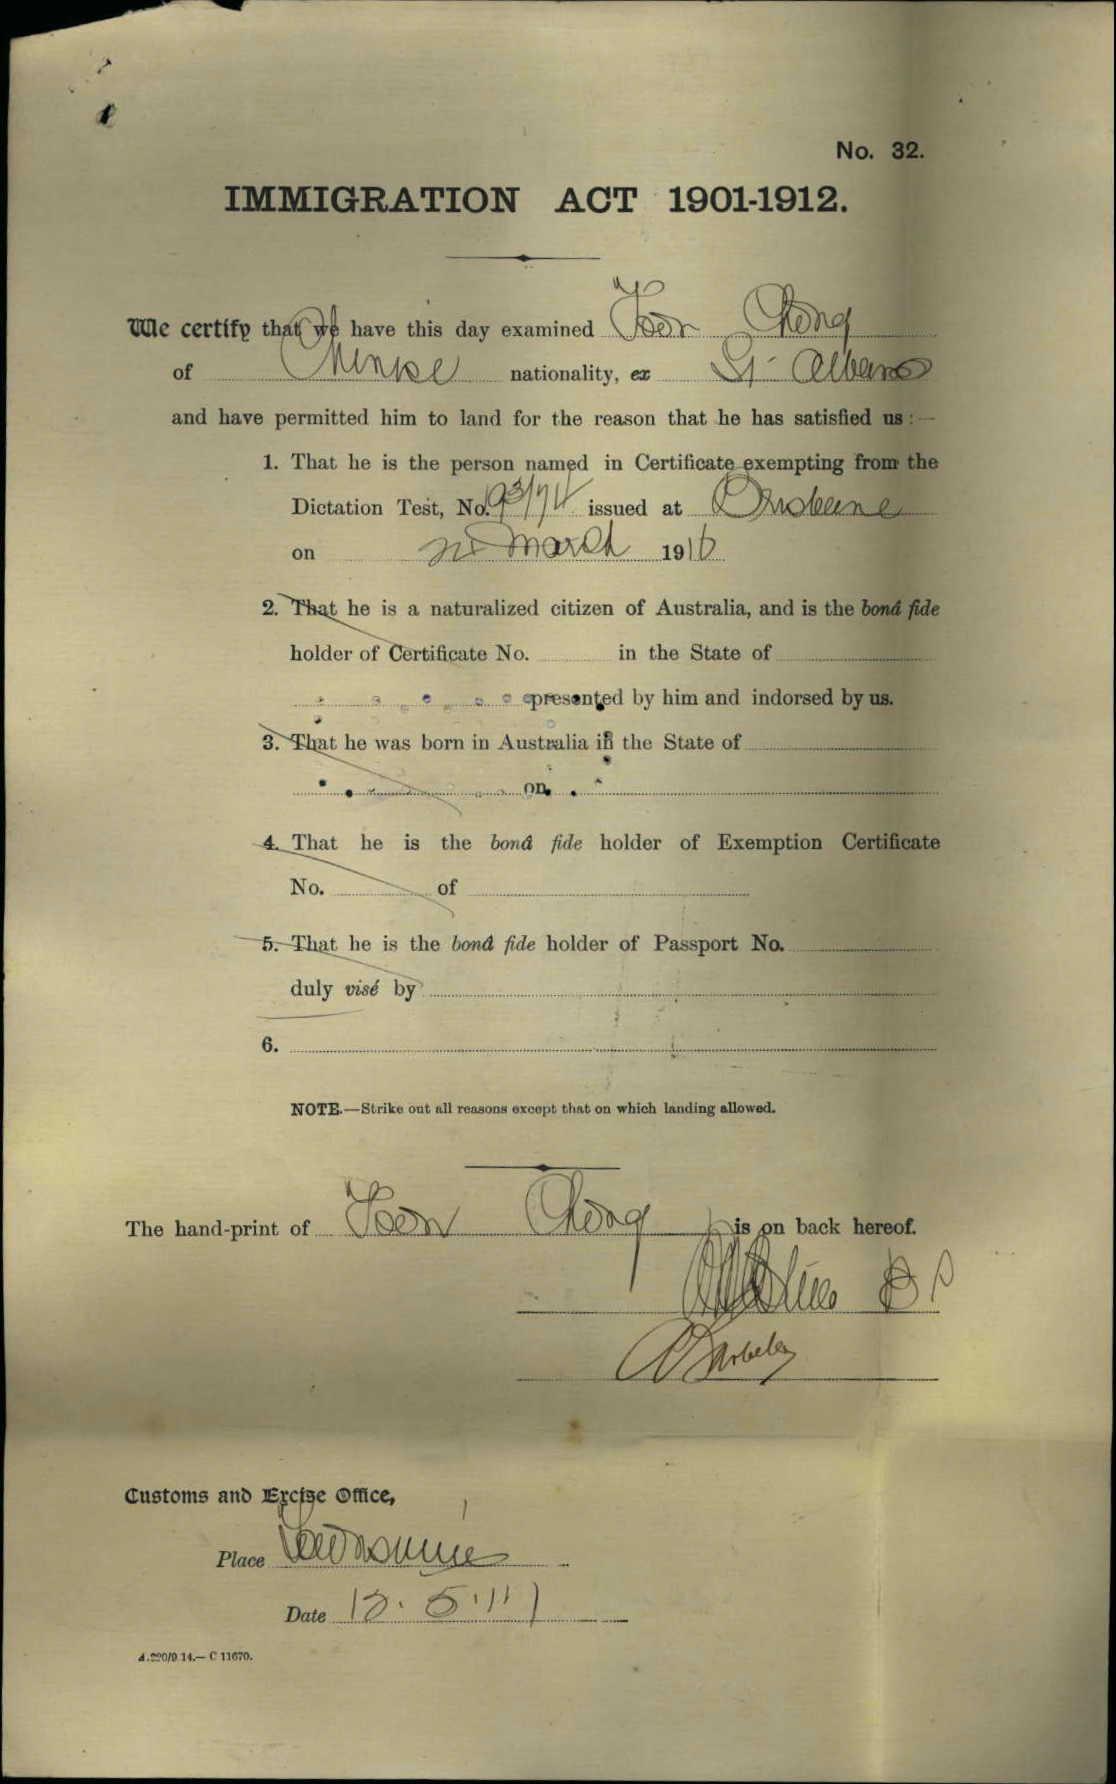 No. 32.
IMMIGRATION ACT 1901-1912.
We certify that we have this day examined Chong
of Chinese nationality, ex St. Albans
and have permitted him to land for the reason that he has satisfied us:—
1. That he is the person named in Certificate exempting from the
Dictation Test, No. 193/74 issued at Brisbane
on March 1916
2. That he is a naturalized citizen of Australia, and is the bonâ fide
holder of Certificate No. in the State of
presented by him and indorsed by us.
3. That he was born in Australia in the State of
on
4. That he is the bonâ fide holder of Exemption Certificate
No. of
5. That he is the bonâ fide holder of Passport No.
duly visé by
6.
NOTE.—Strike out all reasons except that on which landing allowed.
The hand-print of Chong is on back hereof.
Customs and Excise Office,
Place Townsville
Date
A.220/9.14.—C 11670.